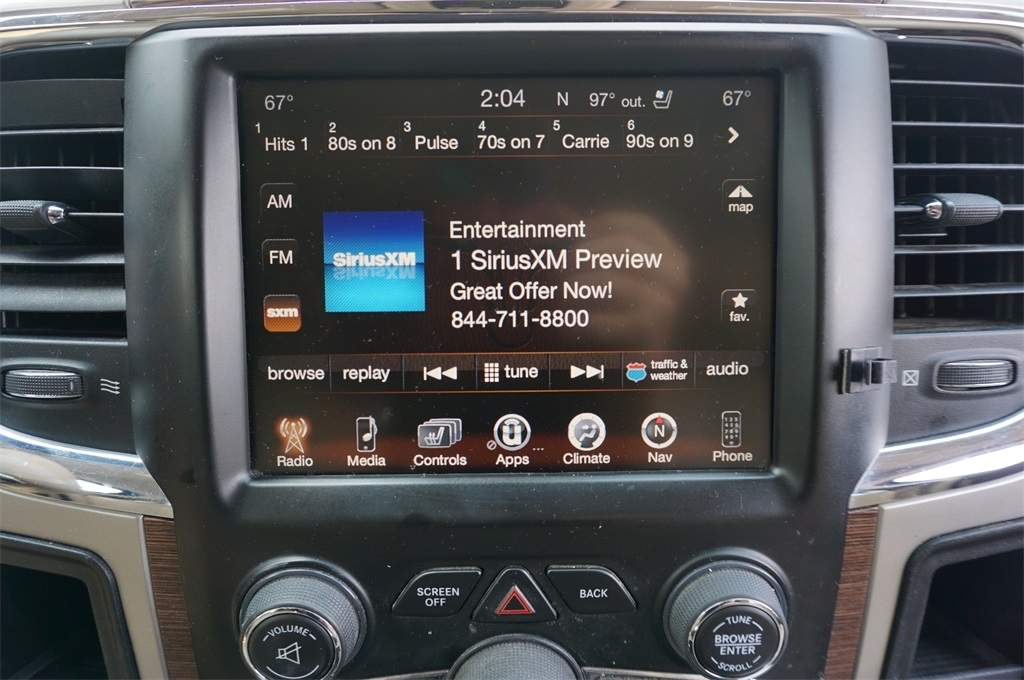 67° 2:04 N 97° out. 67°
1 Hits 1 2 80s on 8 3 Pulse 4 70s on 7 5 Carrie 6 90s on 9
AM
map
SiriusXM
Entertainment
1 SiriusXM Preview
Great Offer Now!
844-711-8800
FM
sxm
fav.
browse replay tune traffic & weather audio
Radio Media Controls Apps Climate Nav Phone
N
SCREEN
OFF
BACK
VOLUME
TUNE
BROWSE
ENTER
SCROLL